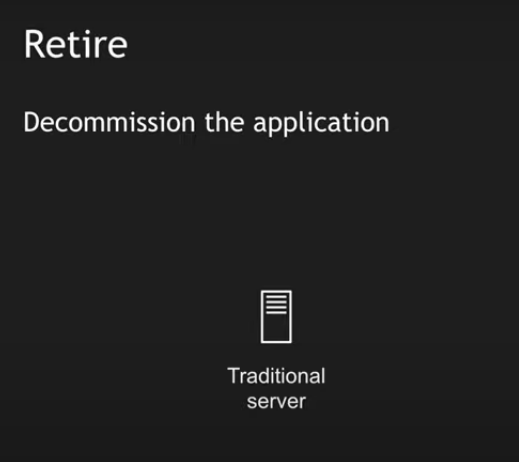 Retire
Decommission the application
Traditional
server